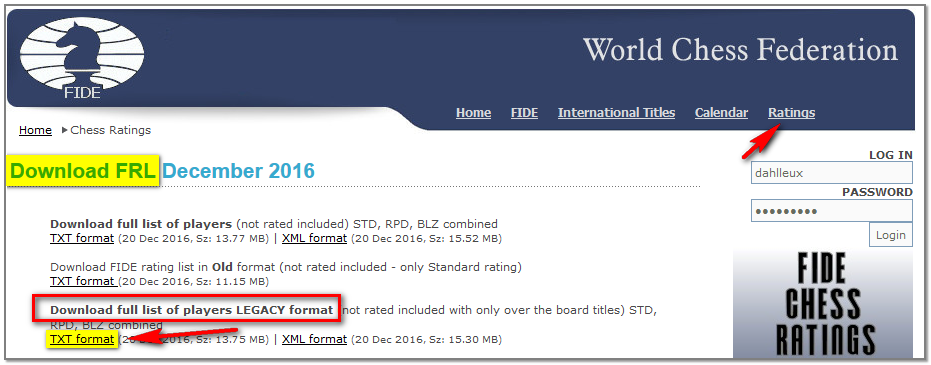 World Chess Federation
FIDE
Home FIDE International Titles Calendar Ratings
Home Chess Ratings
LOG IN
Download FRL December 2016
dahlleux
PASSWORD
•••••••••
Login
Download full list of players (not rated included) STD, RPD, BLZ combined
TXT format (20 Dec 2016, Sz: 13.77 MB) | XML format (20 Dec 2016, Sz: 15.52 MB)
Download FIDE rating list in Old format (not rated included - only Standard rating)
TXT format (20 Dec 2016, Sz: 11.15 MB)
Download full list of players LEGACY format (not rated included with only over the board titles) STD,
RPD, BLZ combined
TXT format (20 Dec 2016, Sz: 13.75 MB) | XML format (20 Dec 2016, Sz: 15.30 MB)
FIDE
CHESS
RATINGS